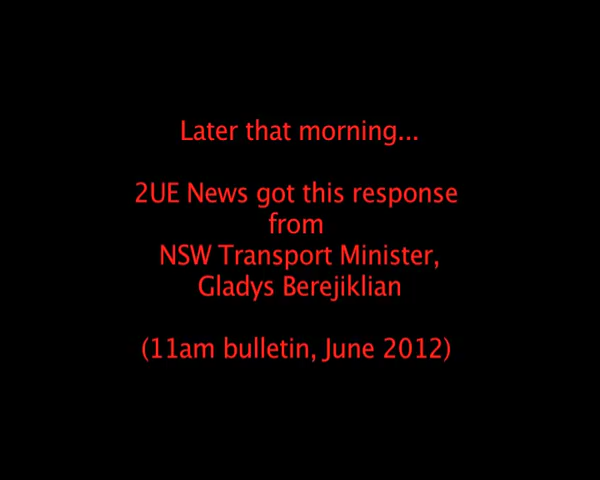 Later that morning...
2UE News got this response
from
NSW Transport Minister,
Gladys Berejiklian
(11am bulletin, June 2012)